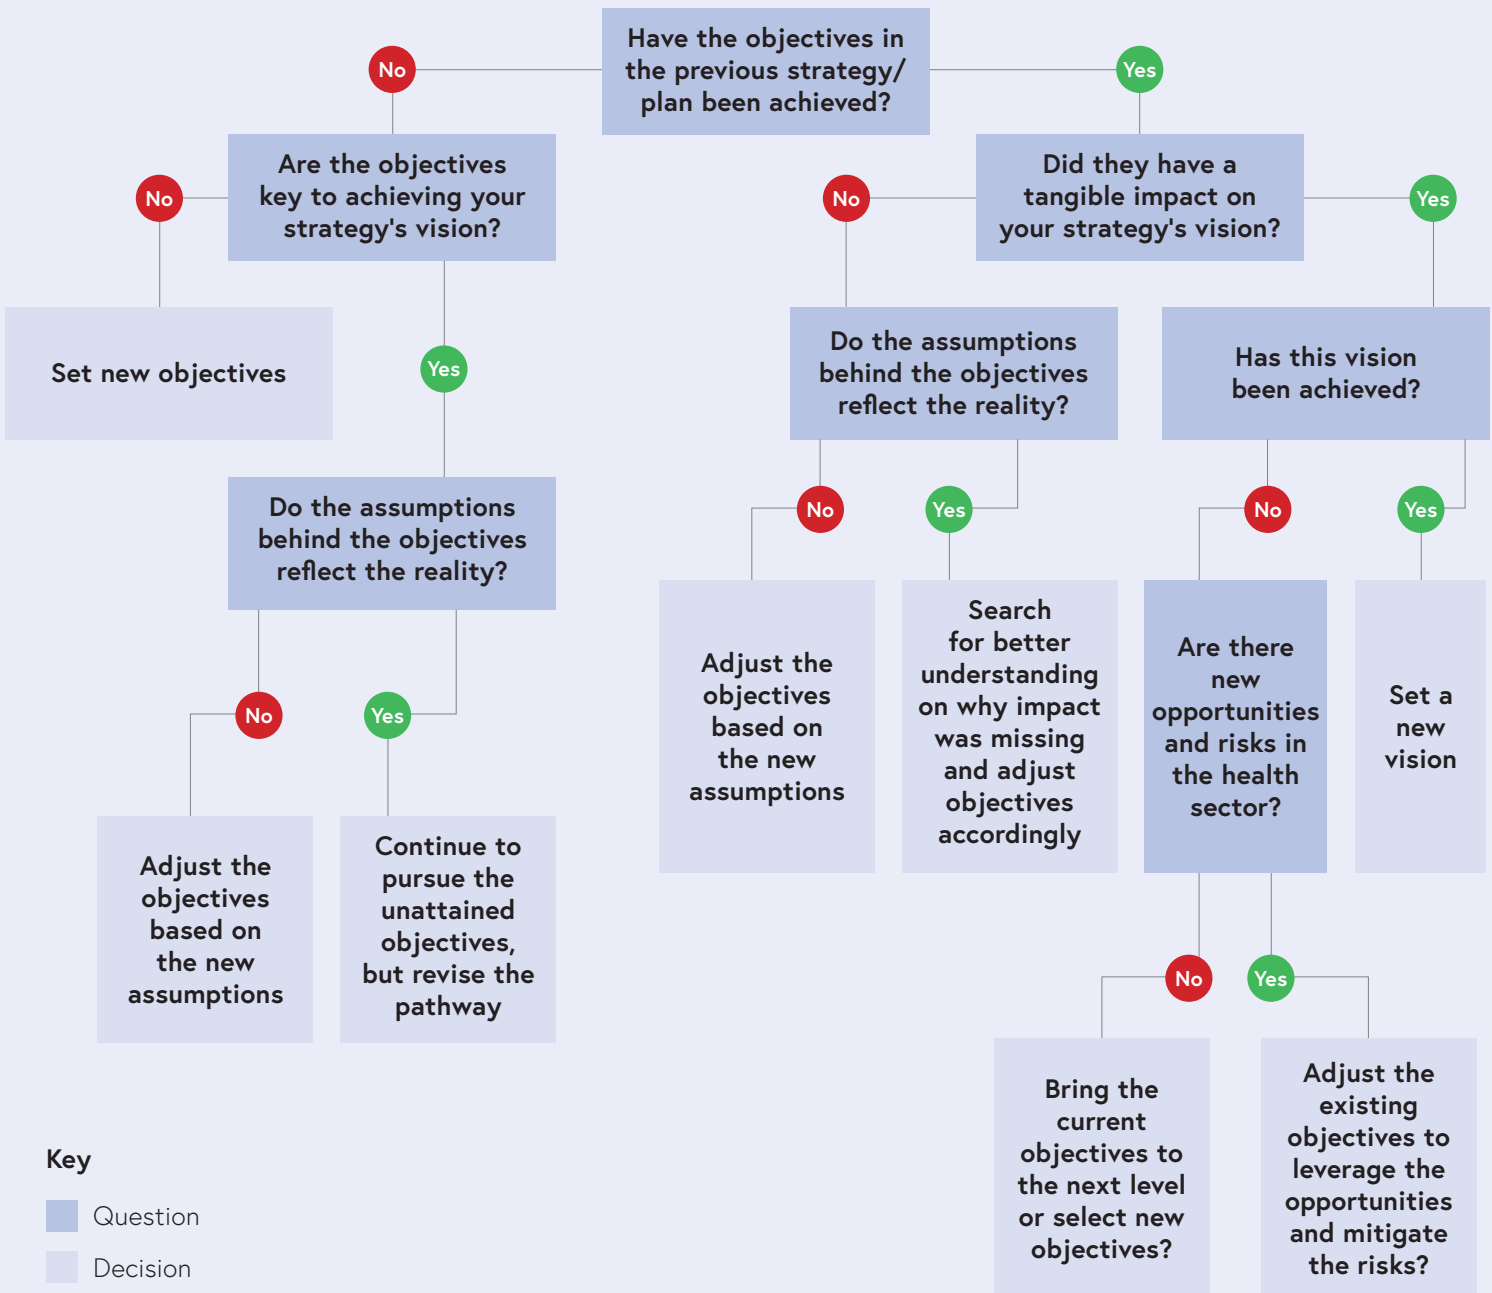 Have the objectives in
the previous strategy/
plan been achieved?
No
Yes
Are the objectives
key to achieving your
strategy's vision?
Did they have a
tangible impact on
your strategy's vision?
No
No
Yes
Set new objectives
Yes
Do the assumptions
behind the objectives
reflect the reality?
Has this vision
been achieved?
Do the assumptions
behind the objectives
reflect the reality?
No
Yes
No
Yes
Adjust the
objectives
based on
the new
assumptions
Search
for better
understanding
on why impact
was missing
and adjust
objectives
accordingly
Are there
new
opportunities
and risks in
the health
sector?
Set a
new
vision
No
Yes
Adjust the
objectives
based on
the new
assumptions
Continue to
pursue the
unattained
objectives,
but revise the
pathway
No
Yes
Bring the
current
objectives to
the next level
or select new
objectives?
Adjust the
existing
objectives to
leverage the
opportunities
and mitigate
the risks?
Key
Question
Decision